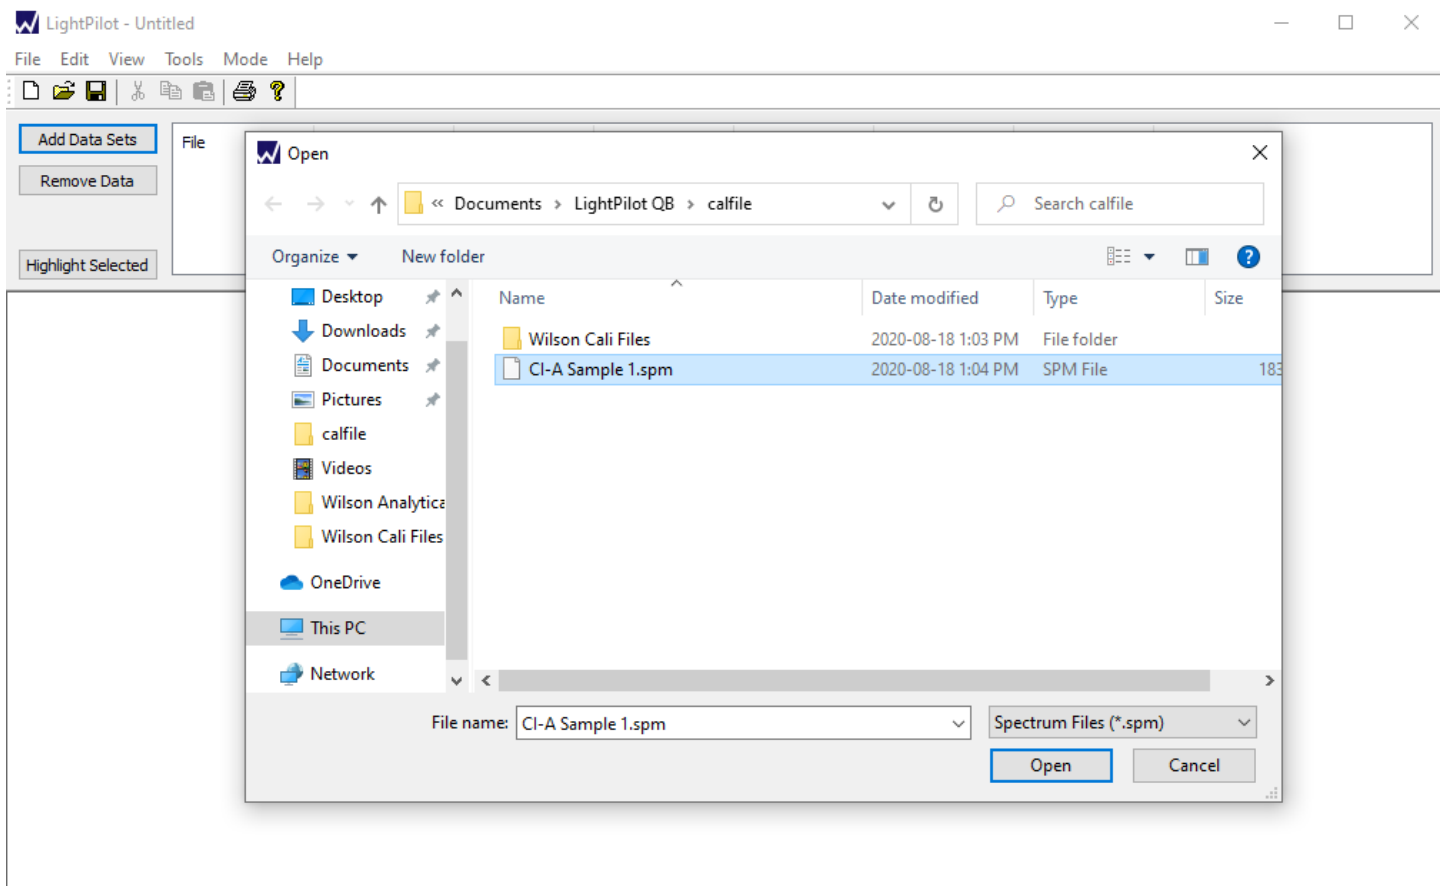 LightPilot - Untitled
File Edit View Tools Mode Help
Add Data Sets
Remove Data
Highlight Selected
File
Open
« Documents > LightPilot QB > calfile
Search calfile
Organize
New folder
Desktop
Downloads
Documents
Pictures
calfile
Videos
Wilson Analytica
Wilson Cali Files
OneDrive
This PC
Network
Name Date modified Type Size
Wilson Cali Files 2020-08-18 1:03 PM File folder
CI-A Sample 1.spm 2020-08-18 1:04 PM SPM File 183
File name: CI-A Sample 1.spm
Spectrum Files (*.spm)
Open
Cancel